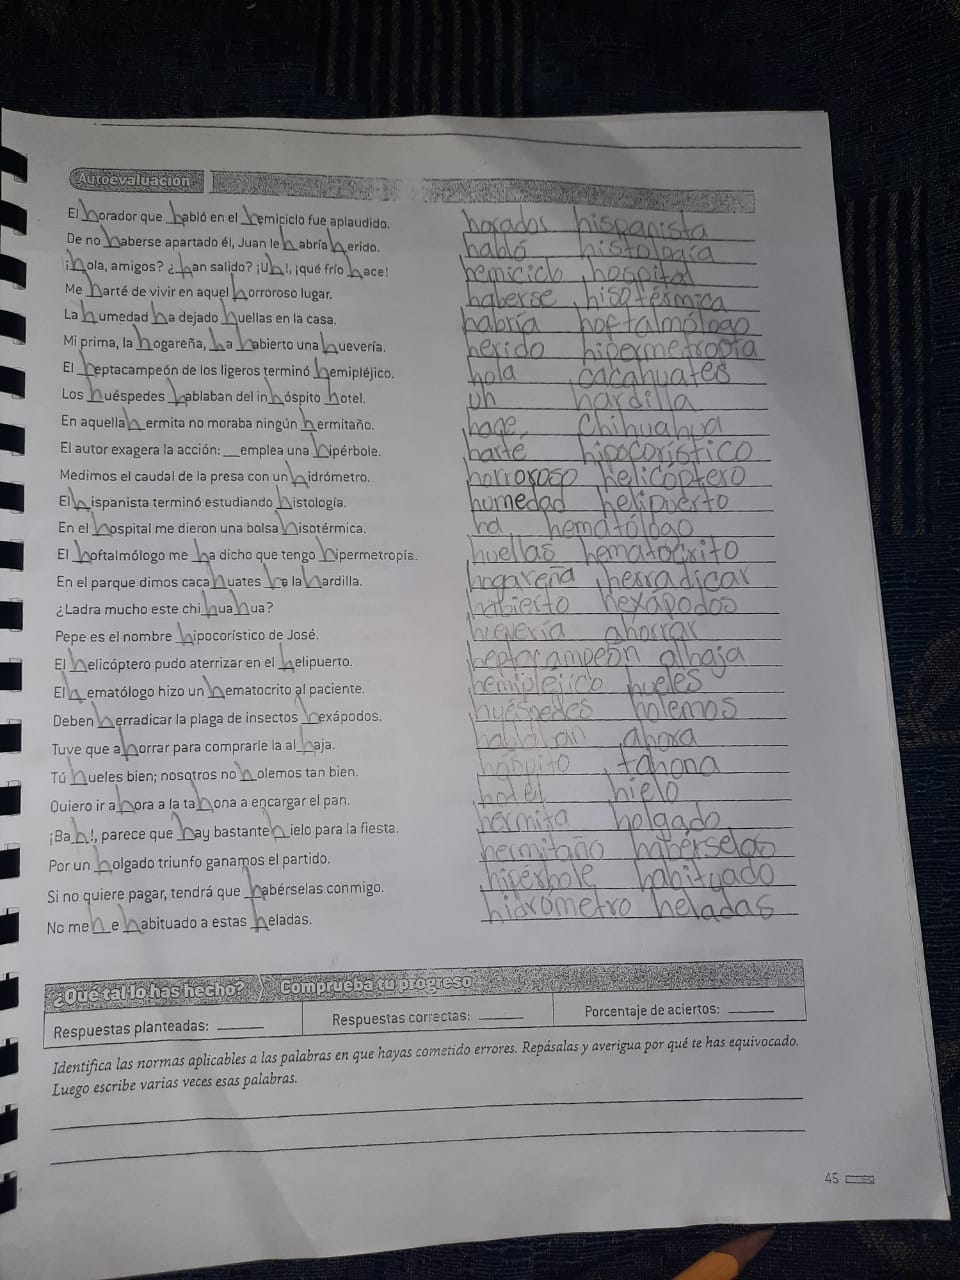 Autoevaluación
El horador que habló en el hemiciclo fue aplaudido.
De no haberse apartado él, Juan le habría herido.
¡hola, amigos? ¿han salido? ¡Uh!, ¡qué frío hace!
Me harté de vivir en aquel horroroso lugar.
La humedad ha dejado huellas en la casa.
Mi prima, la hogareña, ha habierto una huevería.
El heptacampeón de los ligeros terminó hemipléjico.
Los huéspedes hablaban del inhóspito hotel.
En aquella hermita no moraba ningún hermitaño.
El autor exagera la acción: __emplea una hipérbole.
Medimos el caudal de la presa con un hidrómetro.
El hispanista terminó estudiando histología.
En el hospital me dieron una bolsa hisotérmica.
El hoftalmólogo me ha dicho que tengo hipermetropía.
En el parque dimos cacahuates ha la hardilla.
¿Ladra mucho este chihuahua?
Pepe es el nombre hipocorístico de José.
El helicóptero pudo aterrizar en el helipuerto.
El hematólogo hizo un hematocrito al paciente.
Deben herradicar la plaga de insectos hexápodos.
Tuve que ahorrar para comprarle la alhaja.
Tú hueles bien; nosotros no holemos tan bien.
Quiero ir ahora a la tahona a encargar el pan.
¡Bah!, parece que hay bastante hielo para la fiesta.
Por un holgado triunfo ganamos el partido.
Si no quiere pagar, tendrá que habérselas conmigo.
No me he habituado a estas heladas.
horador hispanista
habló histología
hemiciclo hospital
haberse hisotérmica
habría hoftalmólogo
herido hipermetropía
hola cacahuates
uh hardilla
hace Chihuahua
harté hipocorístico
horroroso helicóptero
humedad helipuerto
ha hematólogo
huellas hematocrito
hogareña herradicar
habierto hexápodos
huevería ahorrar
heptacampeón alhaja
hemipléjico hueles
huéspedes holemos
hablaban ahora
tahona
hotel hielo
hermita holgado
hermitaño habérselas
hipérbole habituado
hidrómetro heladas
¿Qué tal lo has hecho? Comprueba tu progreso
Respuestas planteadas: ____ Respuestas correctas: ____ Porcentaje de aciertos: ____
Identifica las normas aplicables a las palabras en que hayas cometido errores. Repásalas y averigua por qué te has equivocado.
Luego escribe varias veces esas palabras.
45